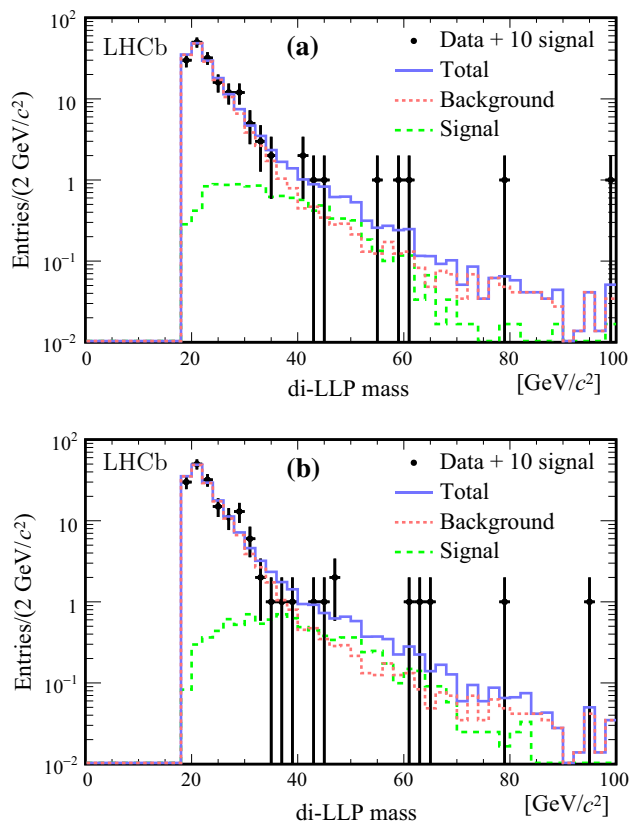 LHCb
(a)
Data + 10 signal
Total
Background
Signal
Entries/(2 GeV/c²)
10²
10
1
10⁻¹
10⁻²
0 20 40 60 80 100
di-LLP mass [GeV/c²]
LHCb
(b)
Data + 10 signal
Total
Background
Signal
Entries/(2 GeV/c²)
10²
10
1
10⁻¹
10⁻²
0 20 40 60 80 100
di-LLP mass [GeV/c²]